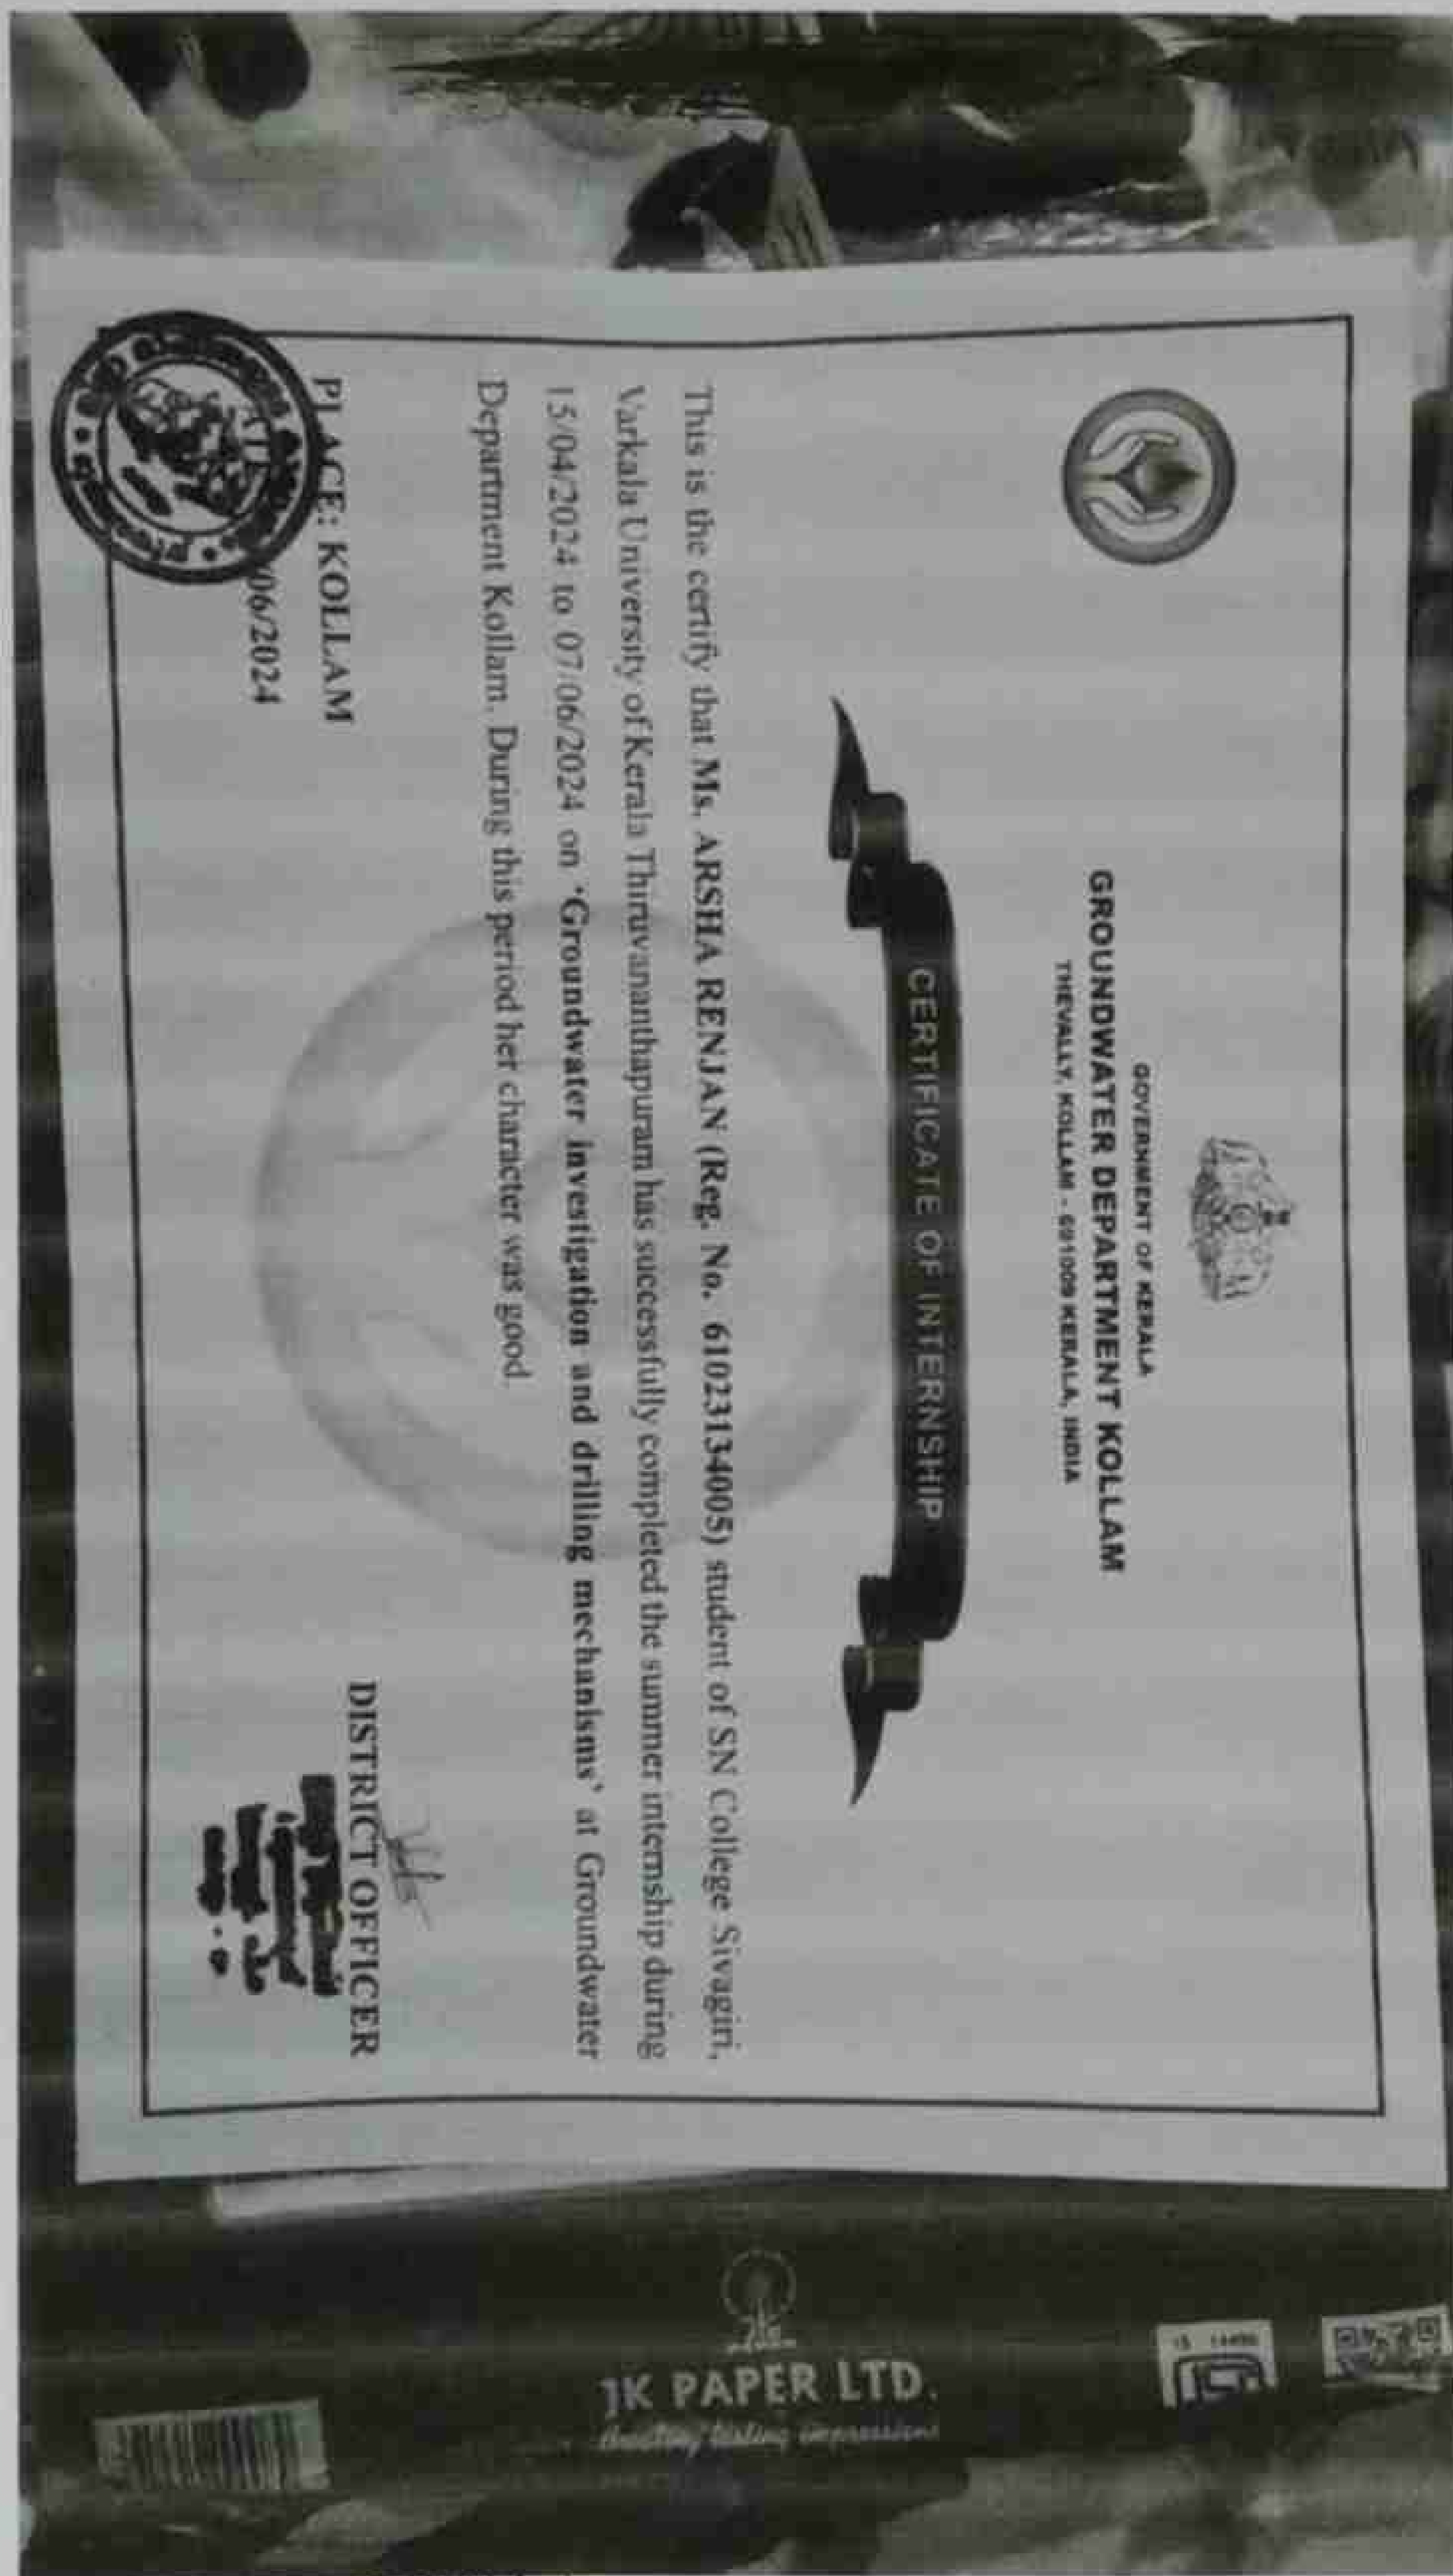 GOVERNMENT OF KERALA
GROUNDWATER DEPARTMENT KOLLAM
THEVALLY, KOLLAM - 691009 KERALA, INDIA
CERTIFICATE OF INTERNSHIP
This is the certify that Ms. ARSHA RENJAN (Reg. No. 61023134005) student of SN College Sivagiri,
Varkala University of Kerala Thiruvananthapuram has successfully completed the summer internship during
15/04/2024 to 07/06/2024 on 'Groundwater investigation and drilling mechanisms' at Groundwater
Department Kollam. During this period her character was good.
PLACE: KOLLAM
/06/2024
DISTRICT OFFICER
JK PAPER LTD.